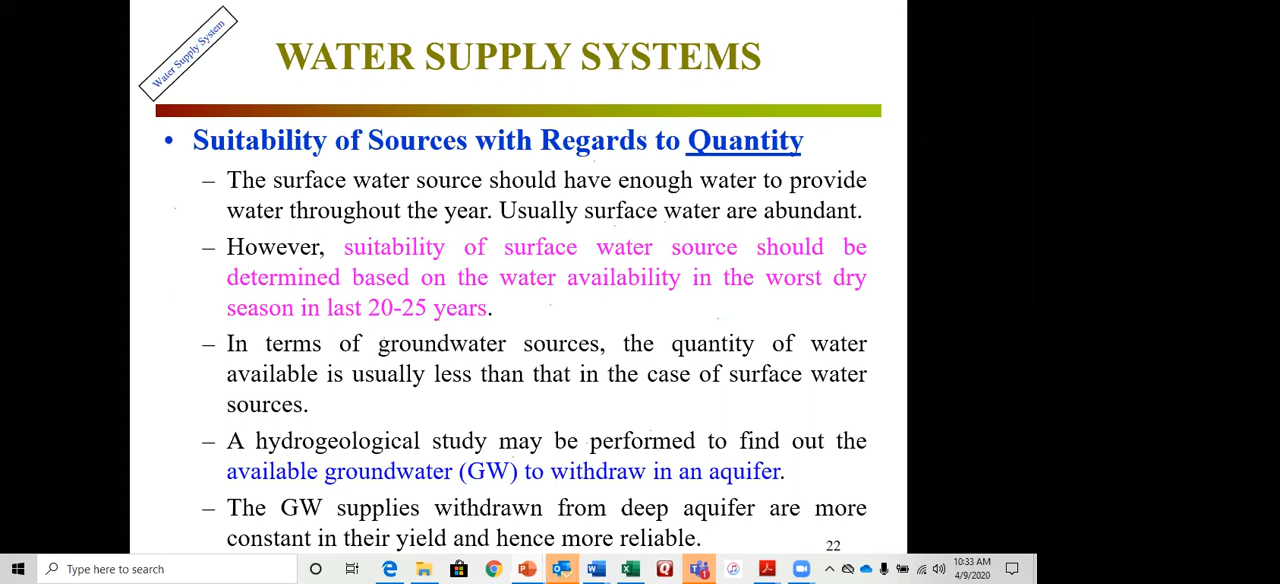 Water Supply System
WATER SUPPLY SYSTEMS
• Suitability of Sources with Regards to Quantity
– The surface water source should have enough water to provide
water throughout the year. Usually surface water are abundant.
– However, suitability of surface water source should be
determined based on the water availability in the worst dry
season in last 20-25 years.
– In terms of groundwater sources, the quantity of water
available is usually less than that in the case of surface water
sources.
– A hydrogeological study may be performed to find out the
available groundwater (GW) to withdraw in an aquifer.
– The GW supplies withdrawn from deep aquifer are more
constant in their yield and hence more reliable.
22
Type here to search
10:33 AM
4/9/2020